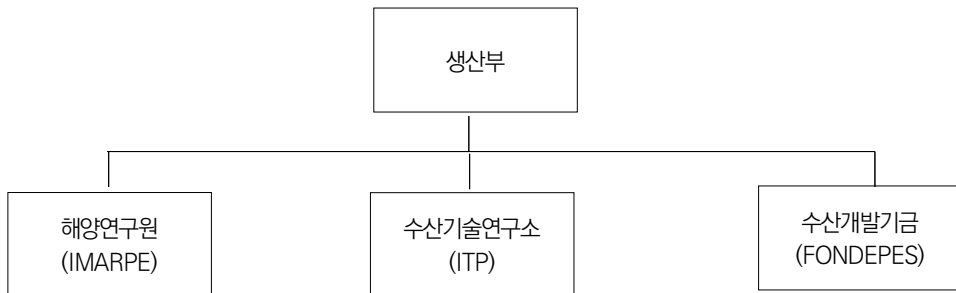 생산부
해양연구원
(IMARPE)
수산기술연구소
(ITP)
수산개발기금
(FONDEPES)